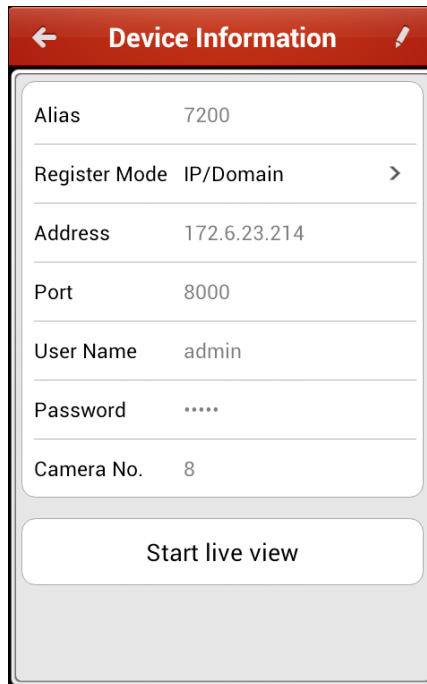 Device Information
Alias 7200
Register Mode IP/Domain
Address 172.6.23.214
Port 8000
User Name admin
Password •••••
Camera No. 8
Start live view